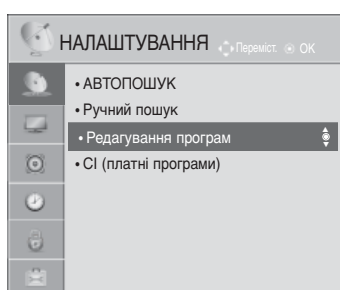 НАЛАШТУВАННЯ Переміст. OK
• АВТОПОШУК
• Ручний пошук
• Редагування програм
• CI (платні програми)